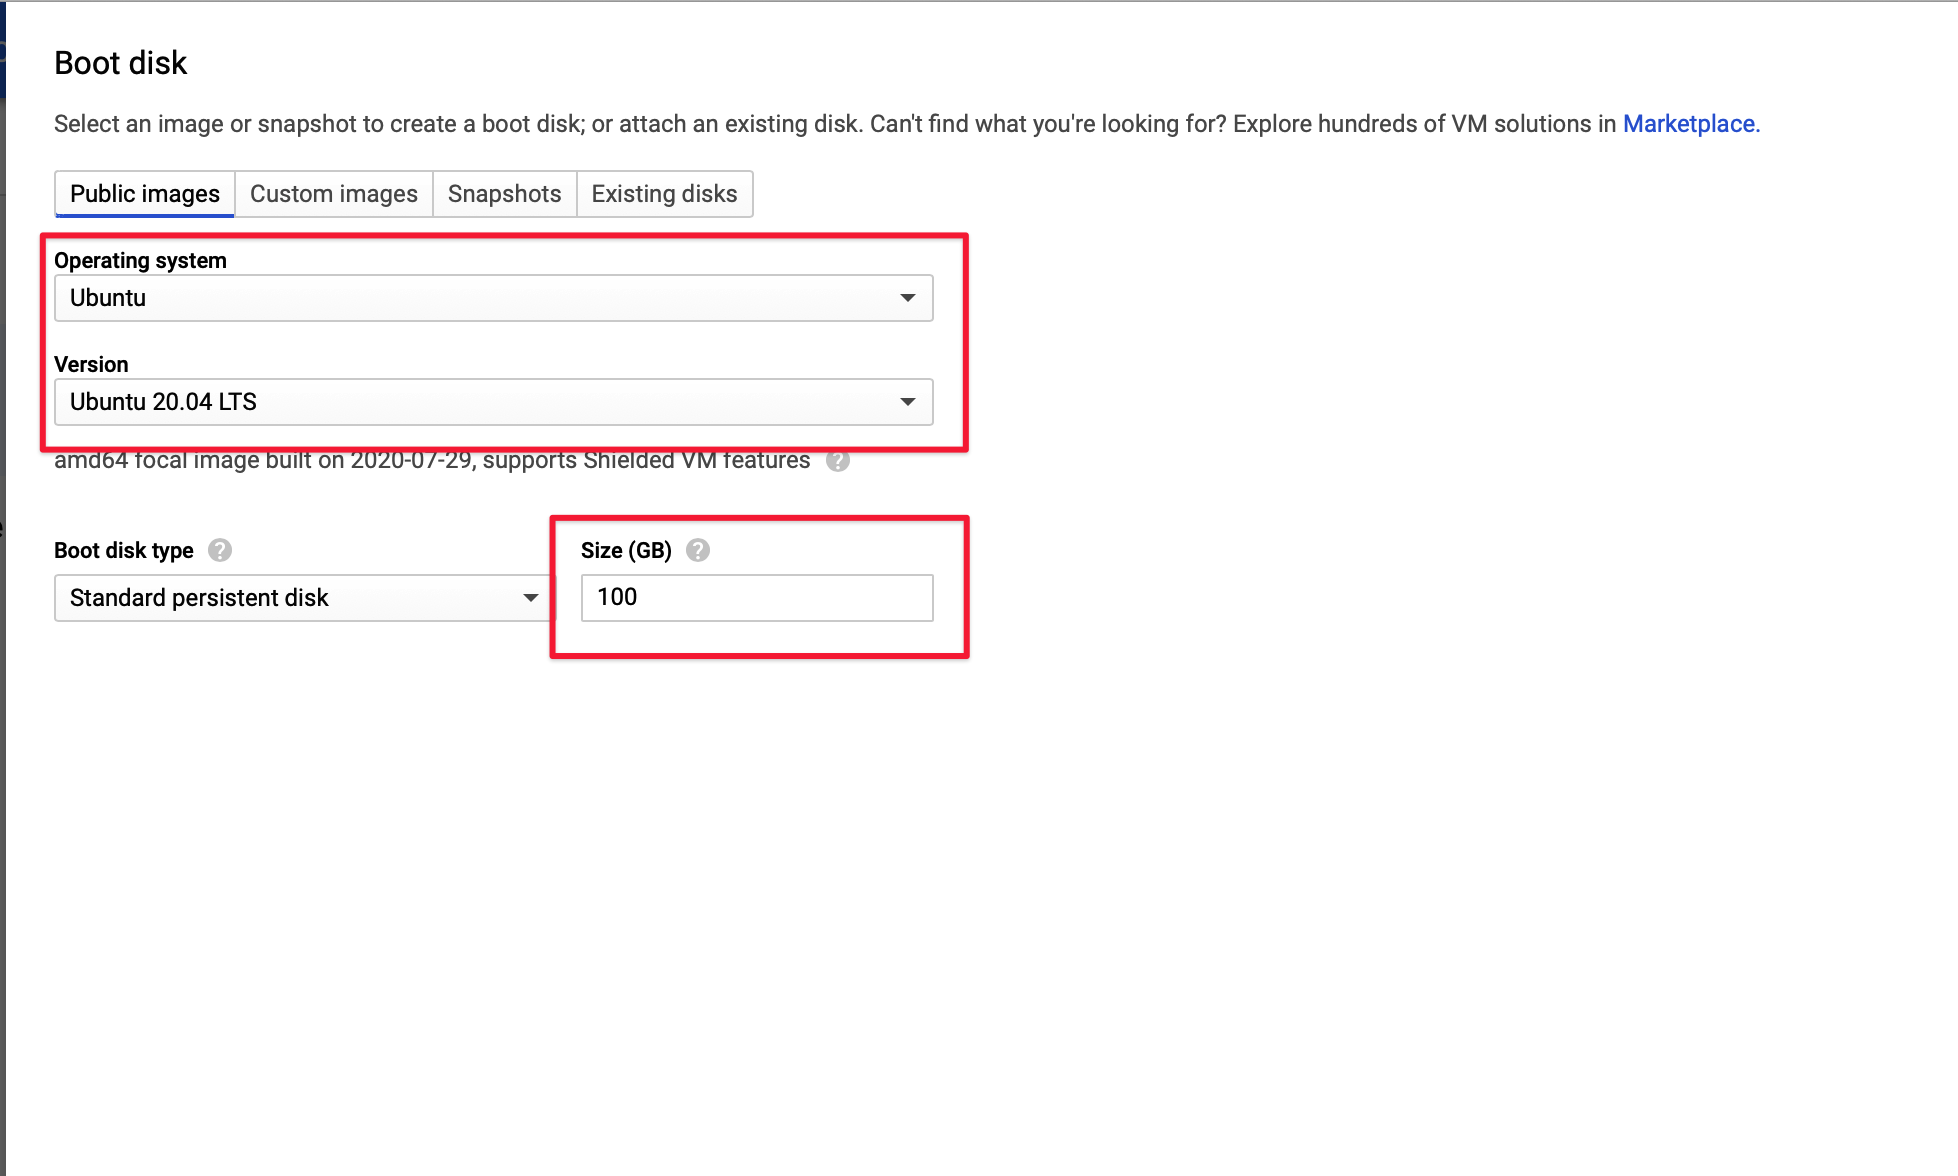 Boot disk
Select an image or snapshot to create a boot disk; or attach an existing disk. Can't find what you're looking for? Explore hundreds of VM solutions in Marketplace.
Public images Custom images Snapshots Existing disks
Operating system
Ubuntu
Version
Ubuntu 20.04 LTS
amd64 focal image built on 2020-07-29, supports Shielded VM features ?
Boot disk type ? Size (GB) ?
Standard persistent disk 100